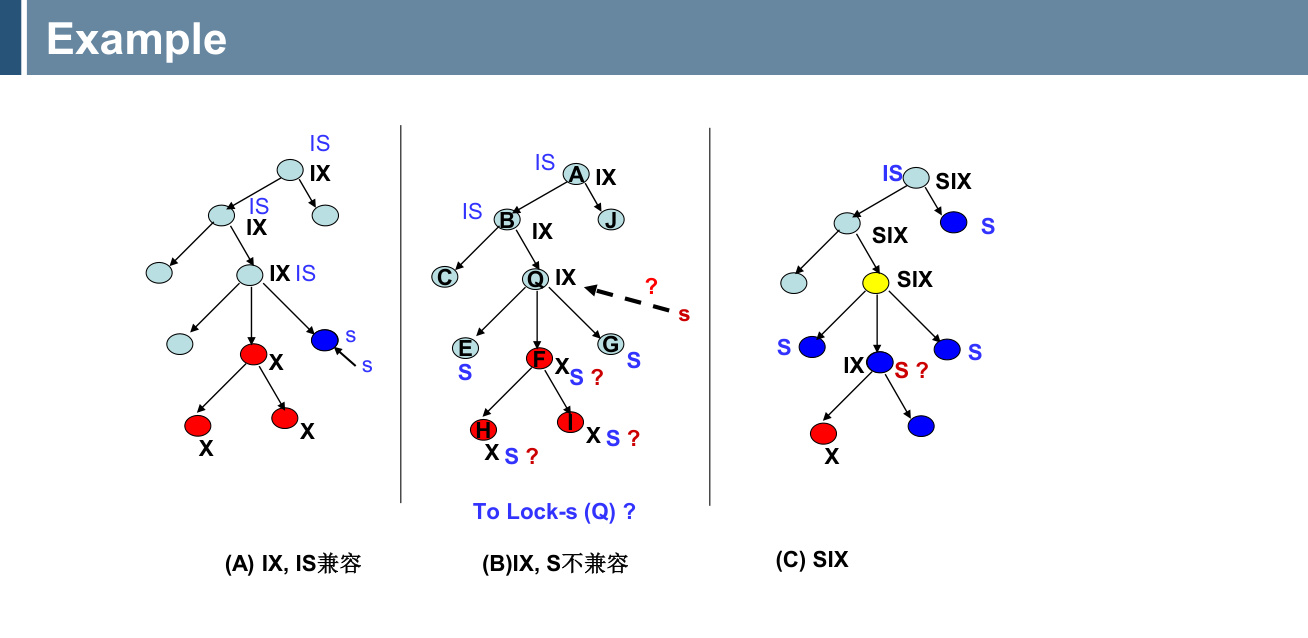 Example
IS
IX
IS
IX
IX IS
X
s
s
X
X
(A) IX, IS兼容
IS A IX
IS B J
IX
C Q IX
?
s
E G
S F X S ? S
H I
X S ? X S ?
To Lock-s (Q) ?
(B)IX, S不兼容
IS SIX
SIX S
SIX
S S
IX S ?
X
(C) SIX